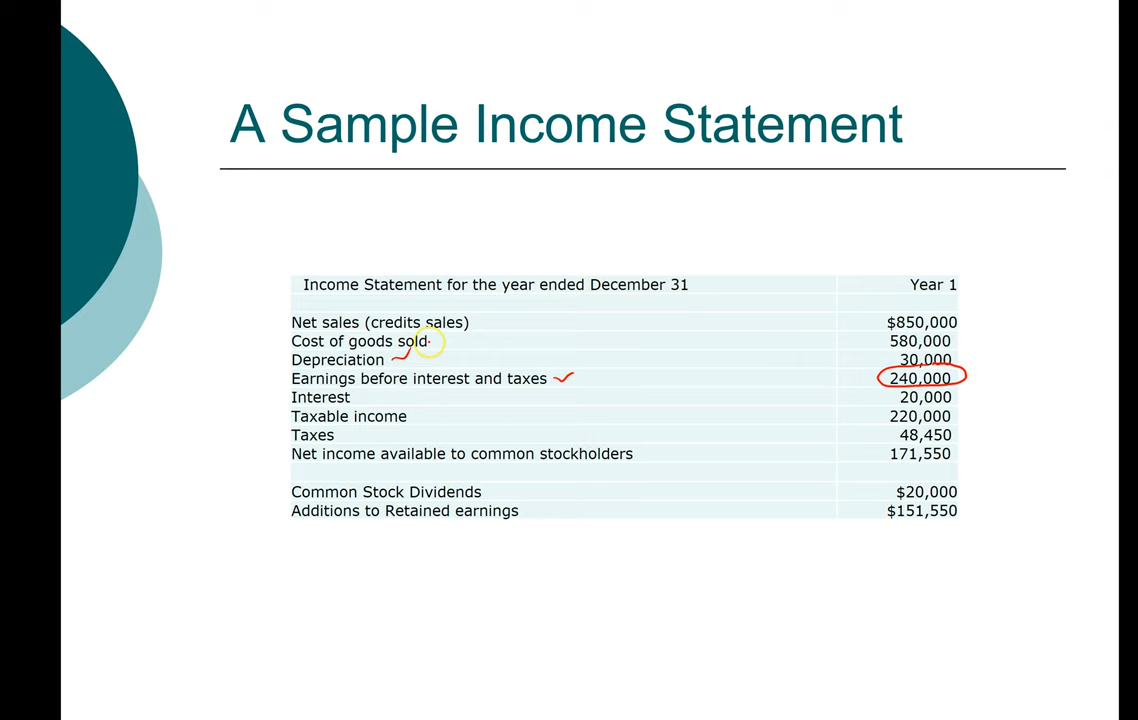 A Sample Income Statement
Income Statement for the year ended December 31 Year 1
Net sales (credits sales) $850,000
Cost of goods sold 580,000
Depreciation 30,000
Earnings before interest and taxes 240,000
Interest 20,000
Taxable income 220,000
Taxes 48,450
Net income available to common stockholders 171,550
Common Stock Dividends $20,000
Additions to Retained earnings $151,550